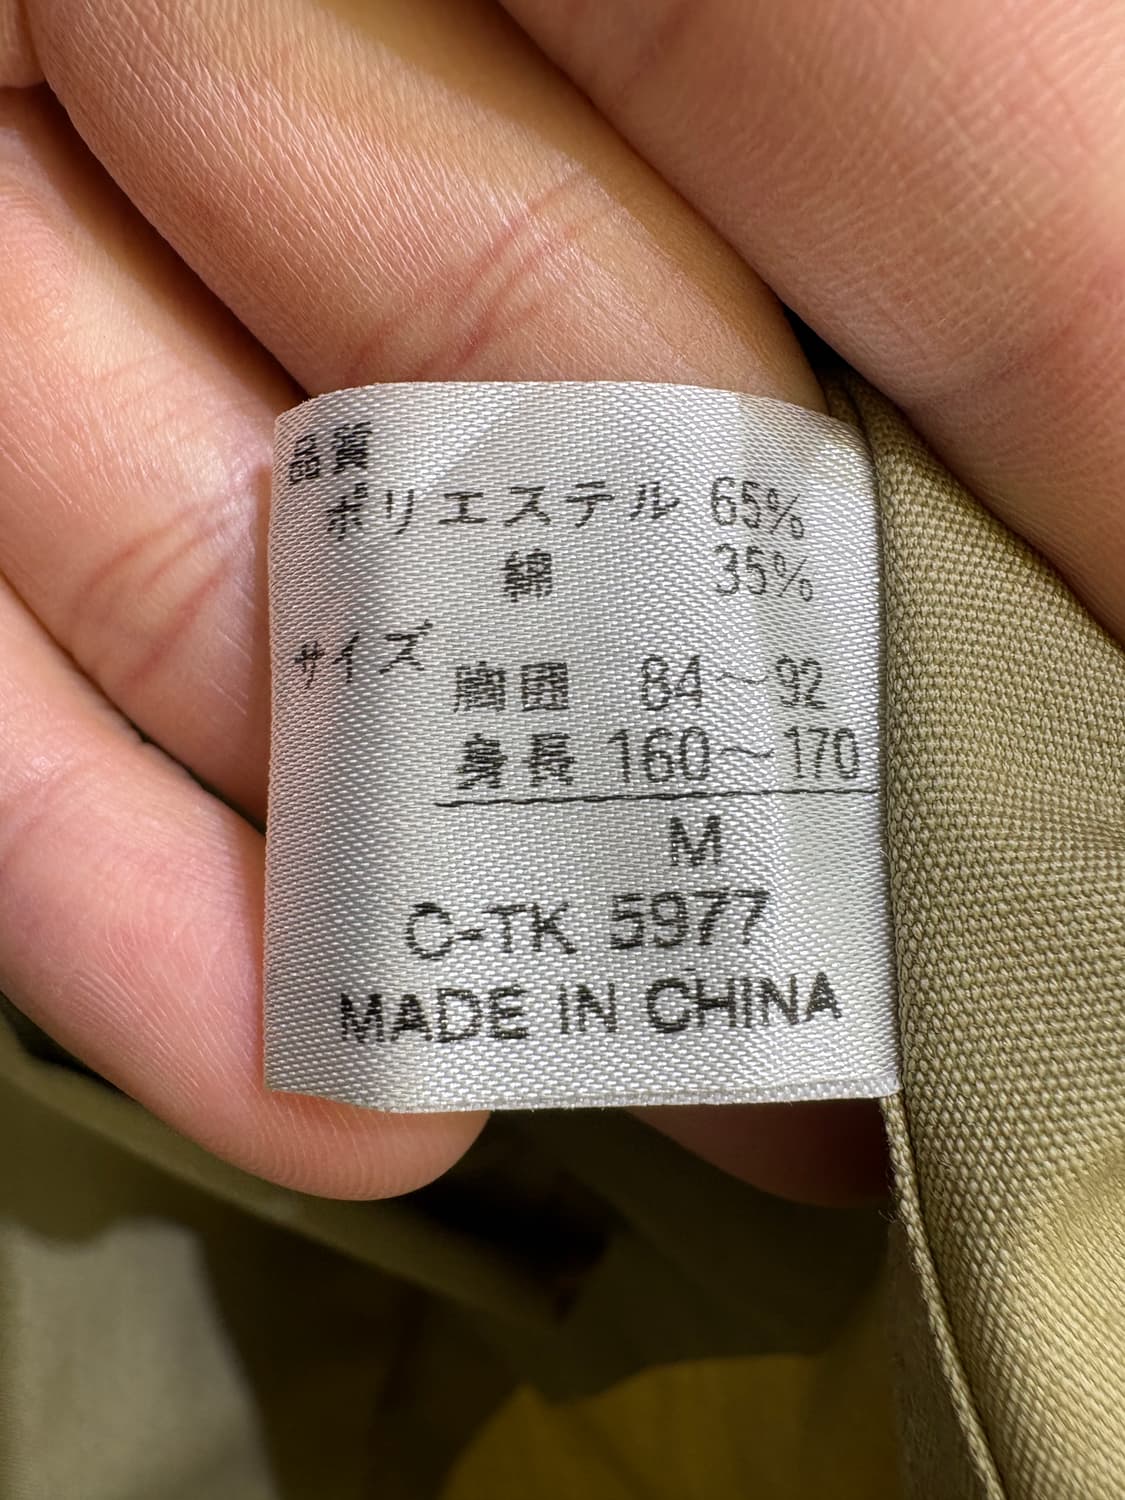 品質
ポリエステル 65%
綿 35%
サイズ
胸囲 84～92
身長 160～170
M
C-TK 5977
MADE IN CHINA